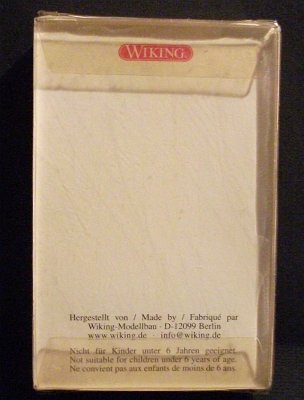 WIKING
Hergestellt von / Made by / Fabriqué par
Wiking-Modellbau · D-12099 Berlin
www.wiking.de · info@wiking.de
Nicht für Kinder unter 6 Jahren geeignet.
Not suitable for children under 6 years of age.
Ne convient pas aux enfants de moins de 6 ans.